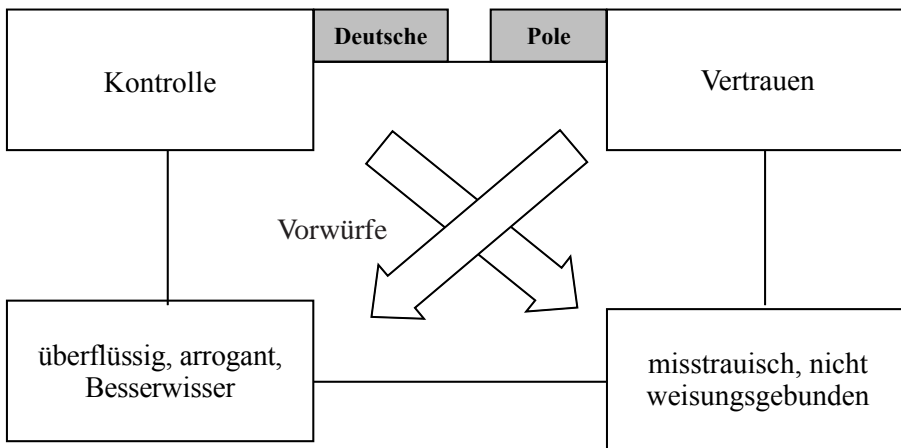 Deutsche
Pole
Kontrolle
Vertrauen
Vorwürfe
überflüssig, arrogant,
Besserwisser
misstrauisch, nicht
weisungsgebunden